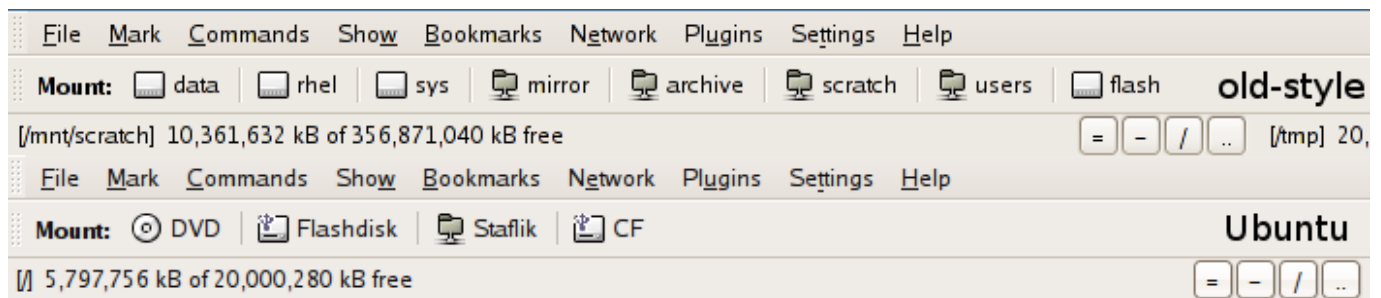 File Mark Commands Show Bookmarks Network Plugins Settings Help
Mount: data rhel sys mirror archive scratch users flash old-style
[/mnt/scratch] 10,361,632 kB of 356,871,040 kB free = – / .. [/tmp] 20,
File Mark Commands Show Bookmarks Network Plugins Settings Help
Mount: DVD Flashdisk Staflik CF Ubuntu
[/] 5,797,756 kB of 20,000,280 kB free = – / ..